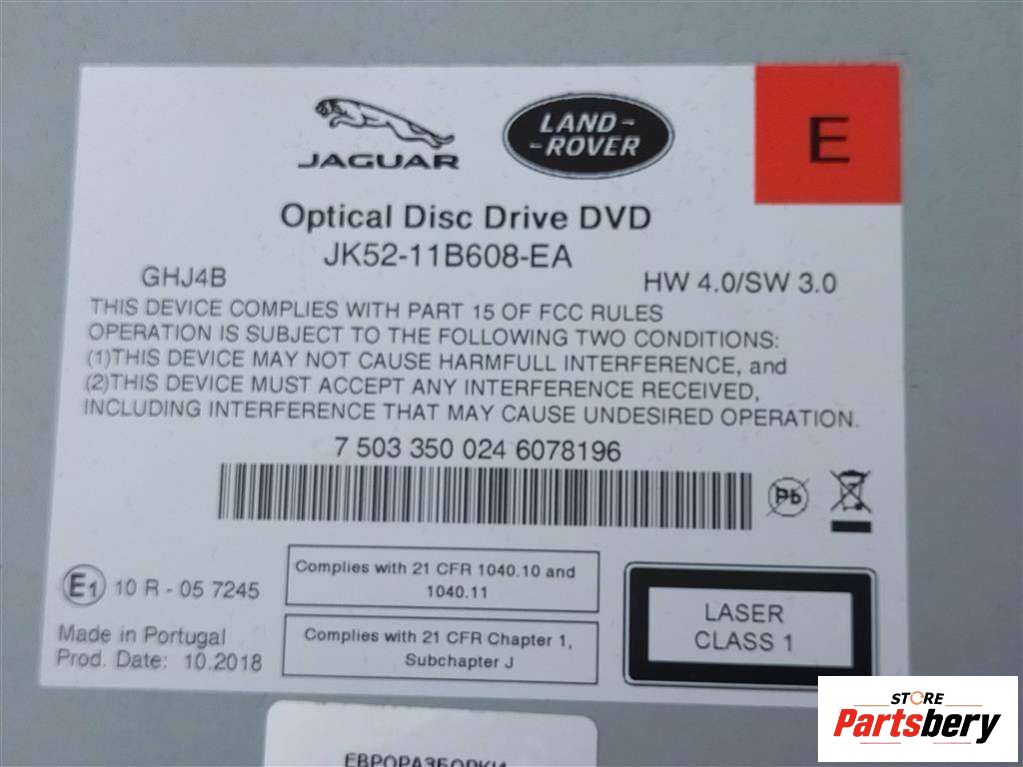 JAGUAR
LAND-
-ROVER
E
Optical Disc Drive DVD
JK52-11B608-EA
GHJ4B
HW 4.0/SW 3.0
THIS DEVICE COMPLIES WITH PART 15 OF FCC RULES
OPERATION IS SUBJECT TO THE FOLLOWING TWO CONDITIONS:
(1)THIS DEVICE MAY NOT CAUSE HARMFULL INTERFERENCE, and
(2)THIS DEVICE MUST ACCEPT ANY INTERFERENCE RECEIVED,
INCLUDING INTERFERENCE THAT MAY CAUSE UNDESIRED OPERATION.
7 503 350 024 6078196
Pb
E1 10 R - 05 7245
Complies with 21 CFR 1040.10 and
1040.11
LASER
CLASS 1
Made in Portugal
Prod. Date: 10.2018
Complies with 21 CFR Chapter 1,
Subchapter J
STORE
Partsbery
ЕВРОРАЗБОРКИ